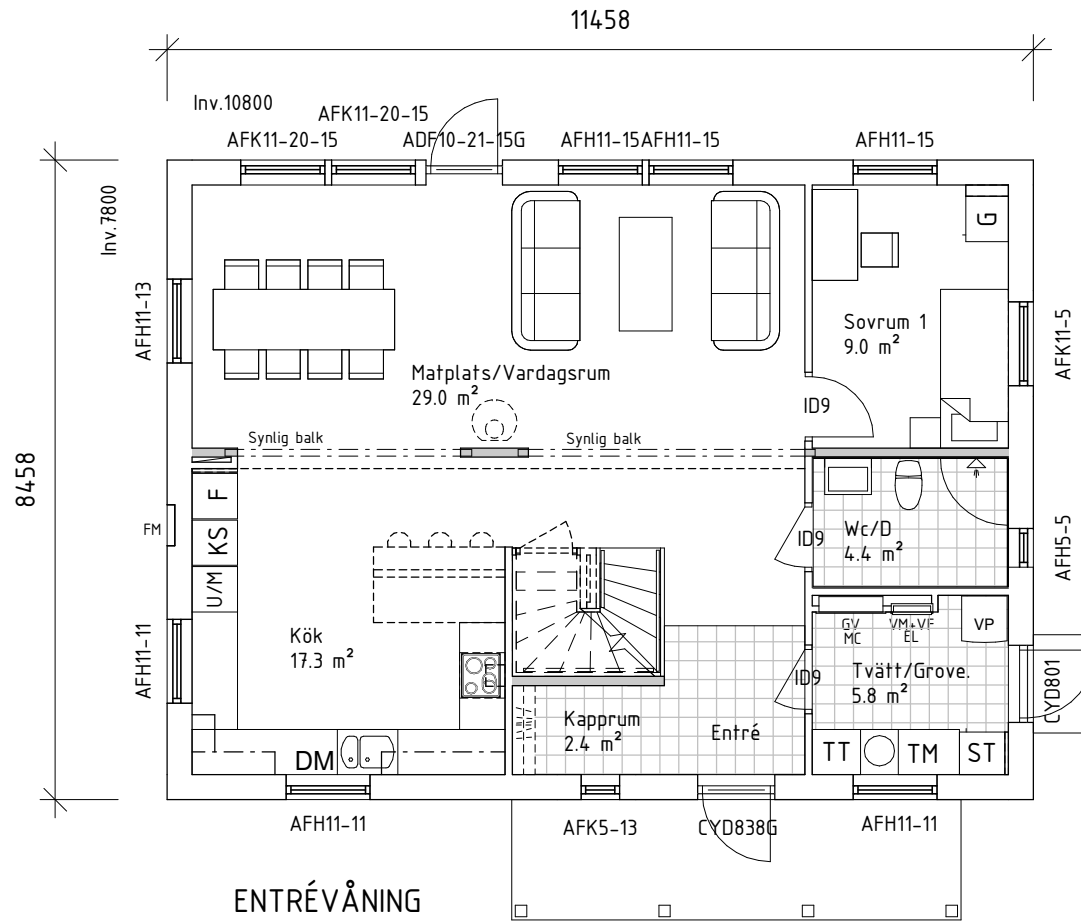 11458
Inv.10800
AFK11-20-15
AFK11-20-15
ADF10-21-15G
AFH11-15
AFH11-15
AFH11-15
Inv.7800
8458
AFH11-13
G
Sovrum 1
9.0 m²
AFK11-5
Matplats/Vardagsrum
29.0 m²
ID9
Synlig balk
Synlig balk
F
FM
KS
U/M
Wc/D
4.4 m²
ID9
AFH5-5
AFH11-11
Kök
17.3 m²
GV
MC
VM+VF
EL
VP
ID9
Tvätt/Grove.
5.8 m²
CYD801
Kapprum
2.4 m²
Entré
DM
TT
TM
ST
AFH11-11
AFK5-13
CYD838G
AFH11-11
ENTRÉVÅNING